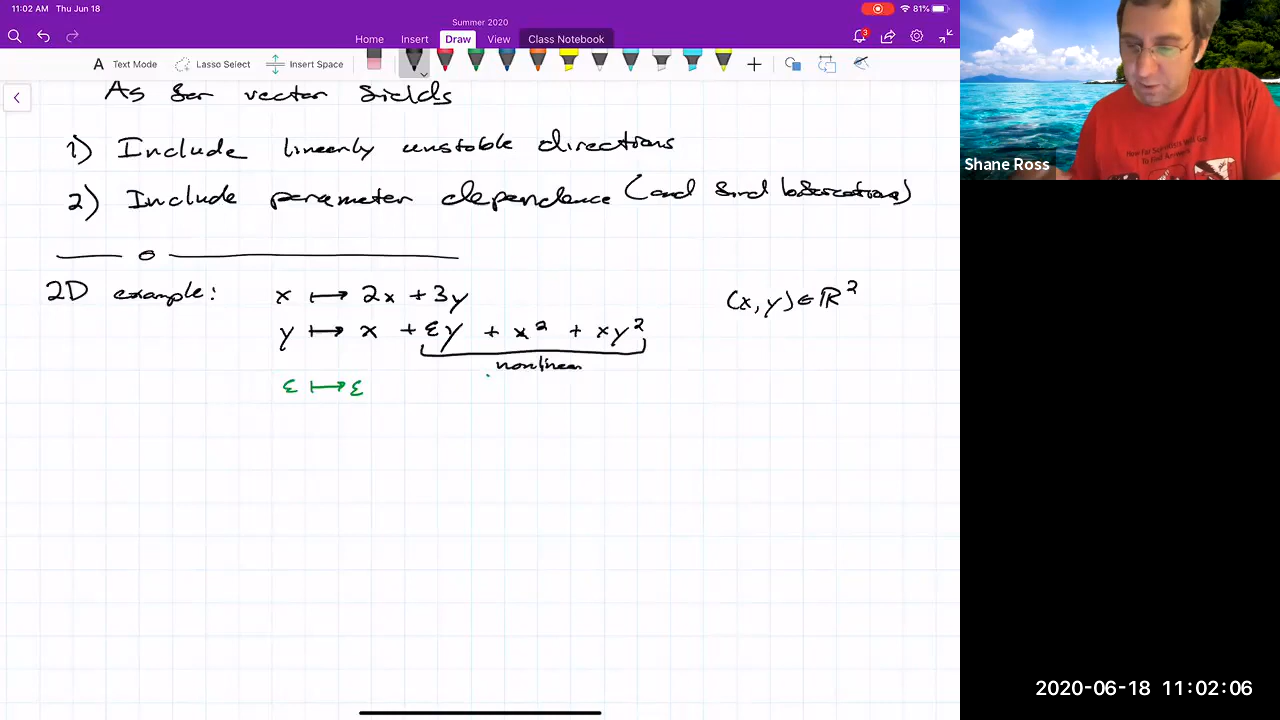 11:02 AM Thu Jun 18
81%
Summer 2020
Home Insert Draw View Class Notebook
3
A Text Mode Lasso Select Insert Space
As for vector fields
1) Include linearly unstable directions
2) Include parameter dependence (and find bifurcations)
2D example: x ↦ 2x + 3y (x, y) ∈ ℝ²
y ↦ x + εy + x² + xy²
nonlinear
ε ↦ ε
Shane Ross
2020-06-18 11:02:06